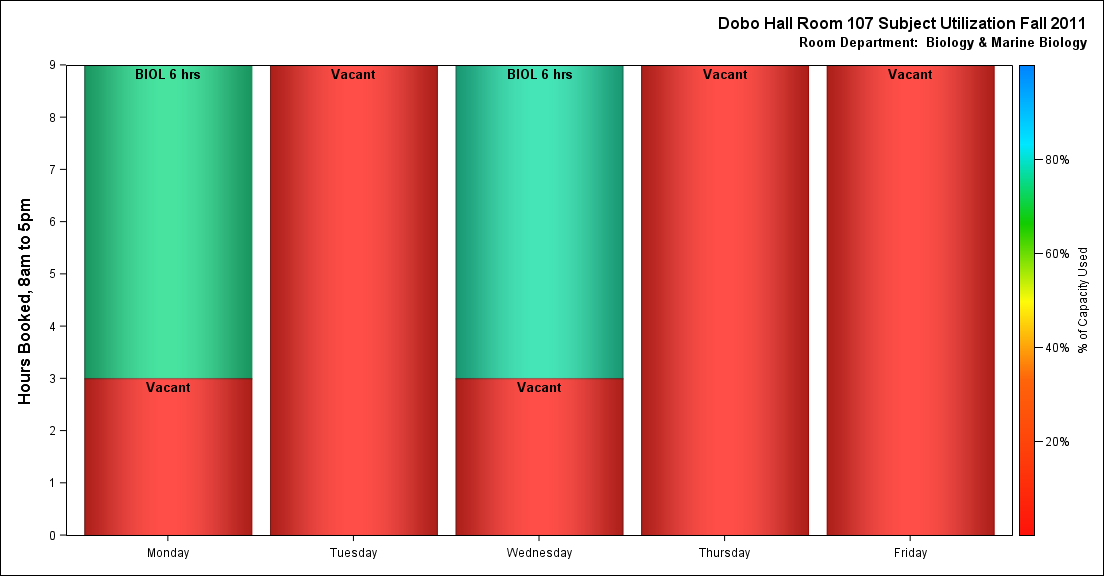 Dobo Hall Room 107 Subject Utilization Fall 2011
Room Department:  Biology & Marine Biology
Hours Booked, 8am to 5pm
9
8
7
6
5
4
3
2
1
0
BIOL 6 hrs
Vacant
Vacant
BIOL 6 hrs
Vacant
Vacant
Vacant
Monday
Tuesday
Wednesday
Thursday
Friday
80%
60%
40%
20%
% of Capacity Used